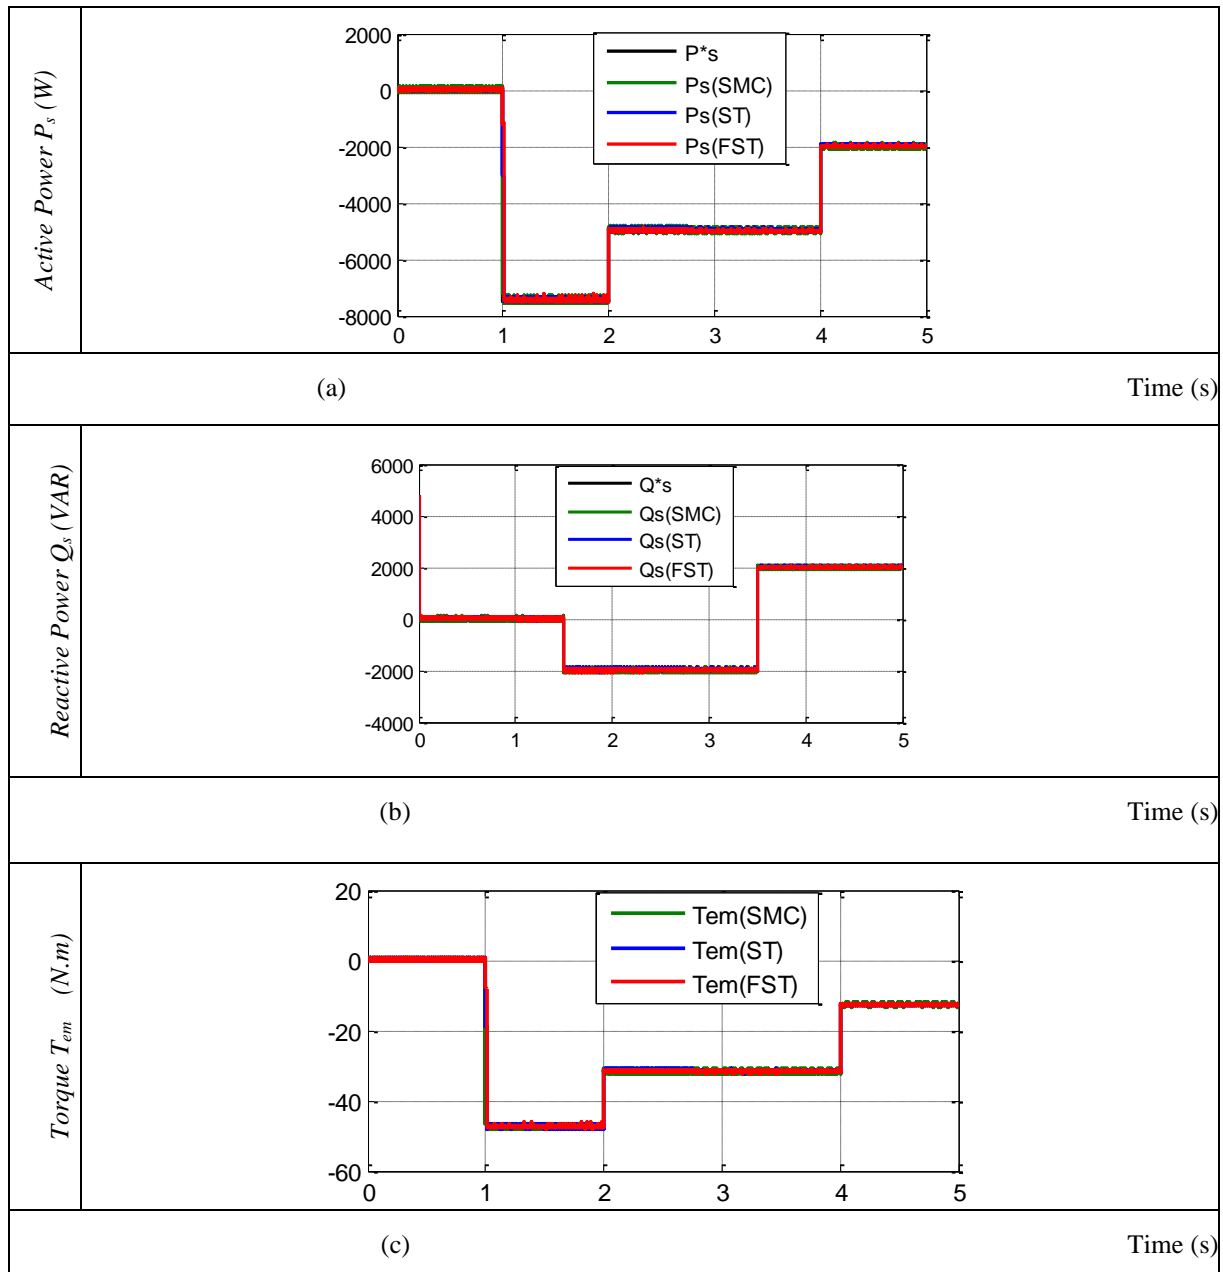 Active Power Ps (W)
2000
0
-2000
-4000
-6000
-8000
P*s
Ps(SMC)
Ps(ST)
Ps(FST)
0 1 2 3 4 5
(a) Time (s)
Reactive Power Qs (VAR)
6000
4000
2000
0
-2000
-4000
Q*s
Qs(SMC)
Qs(ST)
Qs(FST)
0 1 2 3 4 5
(b) Time (s)
Torque Tem (N.m)
20
0
-20
-40
-60
Tem(SMC)
Tem(ST)
Tem(FST)
0 1 2 3 4 5
(c) Time (s)